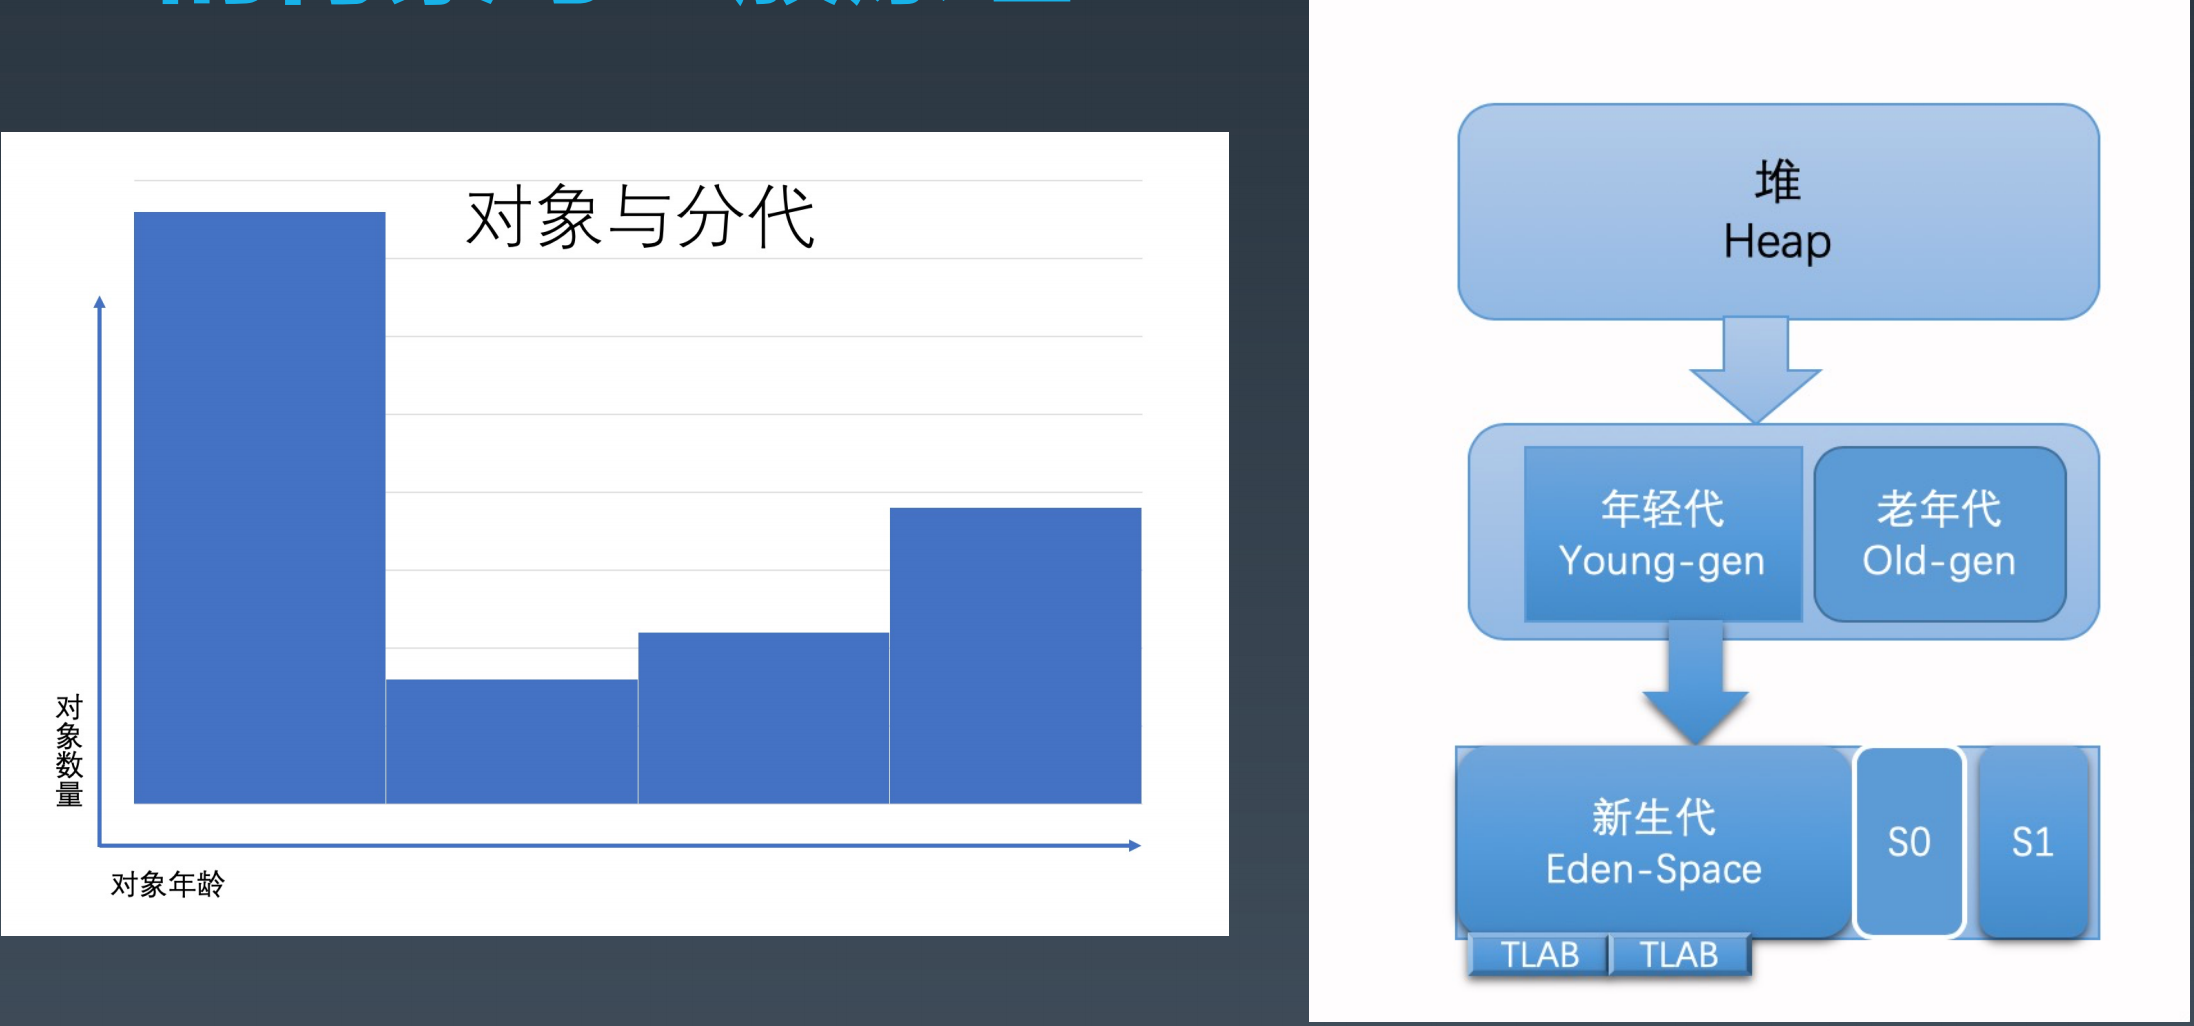 对象与分代
对象数量
对象年龄
堆
Heap
年轻代
Young-gen
老年代
Old-gen
新生代
Eden-Space
S0
S1
TLAB
TLAB